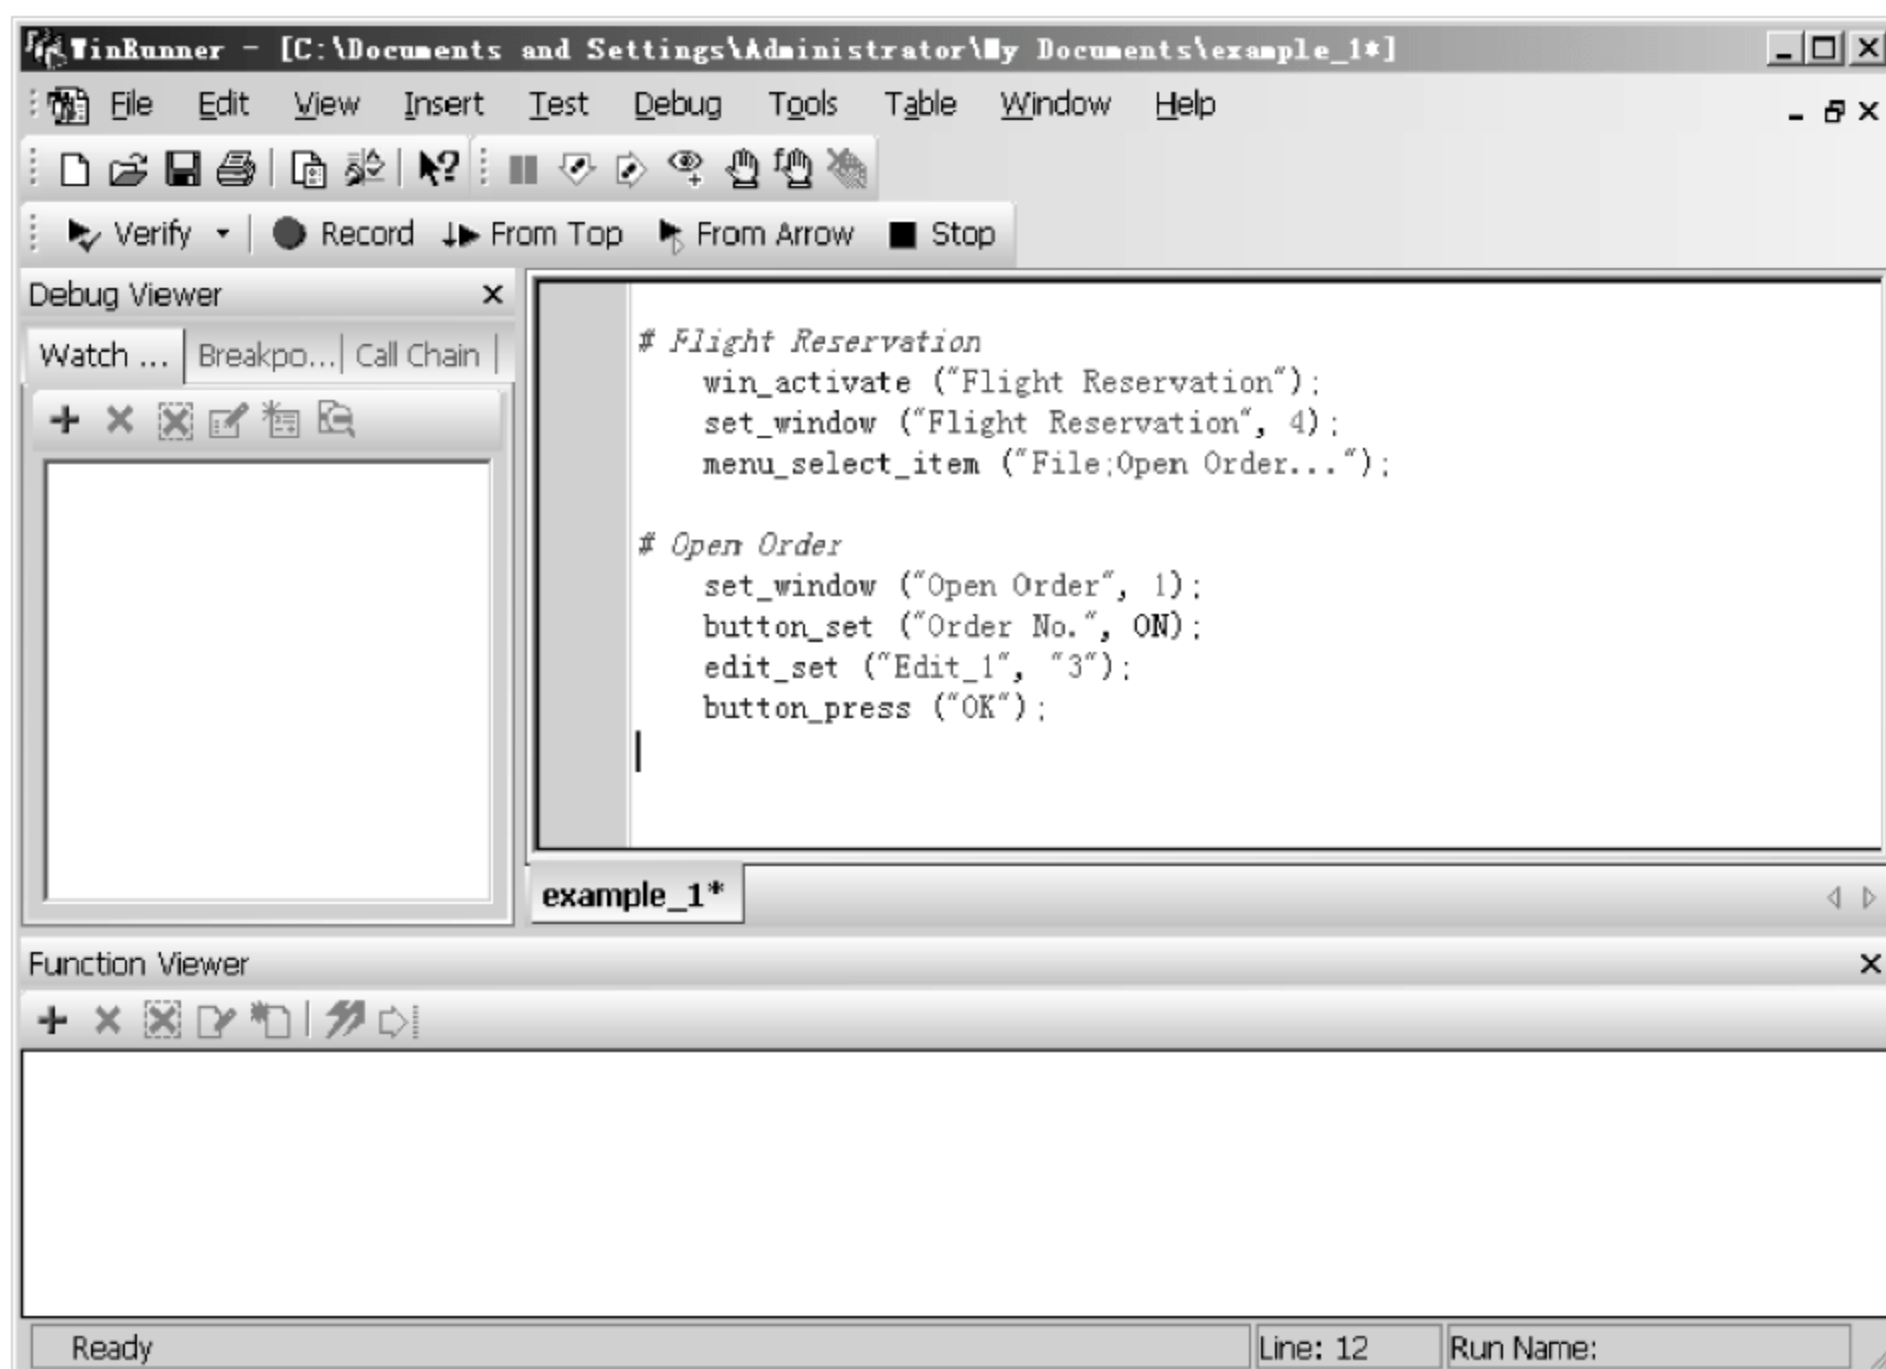 WinRunner - [C:\Documents and Settings\Administrator\My Documents\example_1*]
File Edit View Insert Test Debug Tools Table Window Help
Verify Record From Top From Arrow Stop
Debug Viewer
Watch ... Breakpo... Call Chain
# Flight Reservation
win_activate ("Flight Reservation");
set_window ("Flight Reservation", 4);
menu_select_item ("File;Open Order...");
# Open Order
set_window ("Open Order", 1);
button_set ("Order No.", ON);
edit_set ("Edit_1", "3");
button_press ("OK");
example_1*
Function Viewer
Ready Line: 12 Run Name: